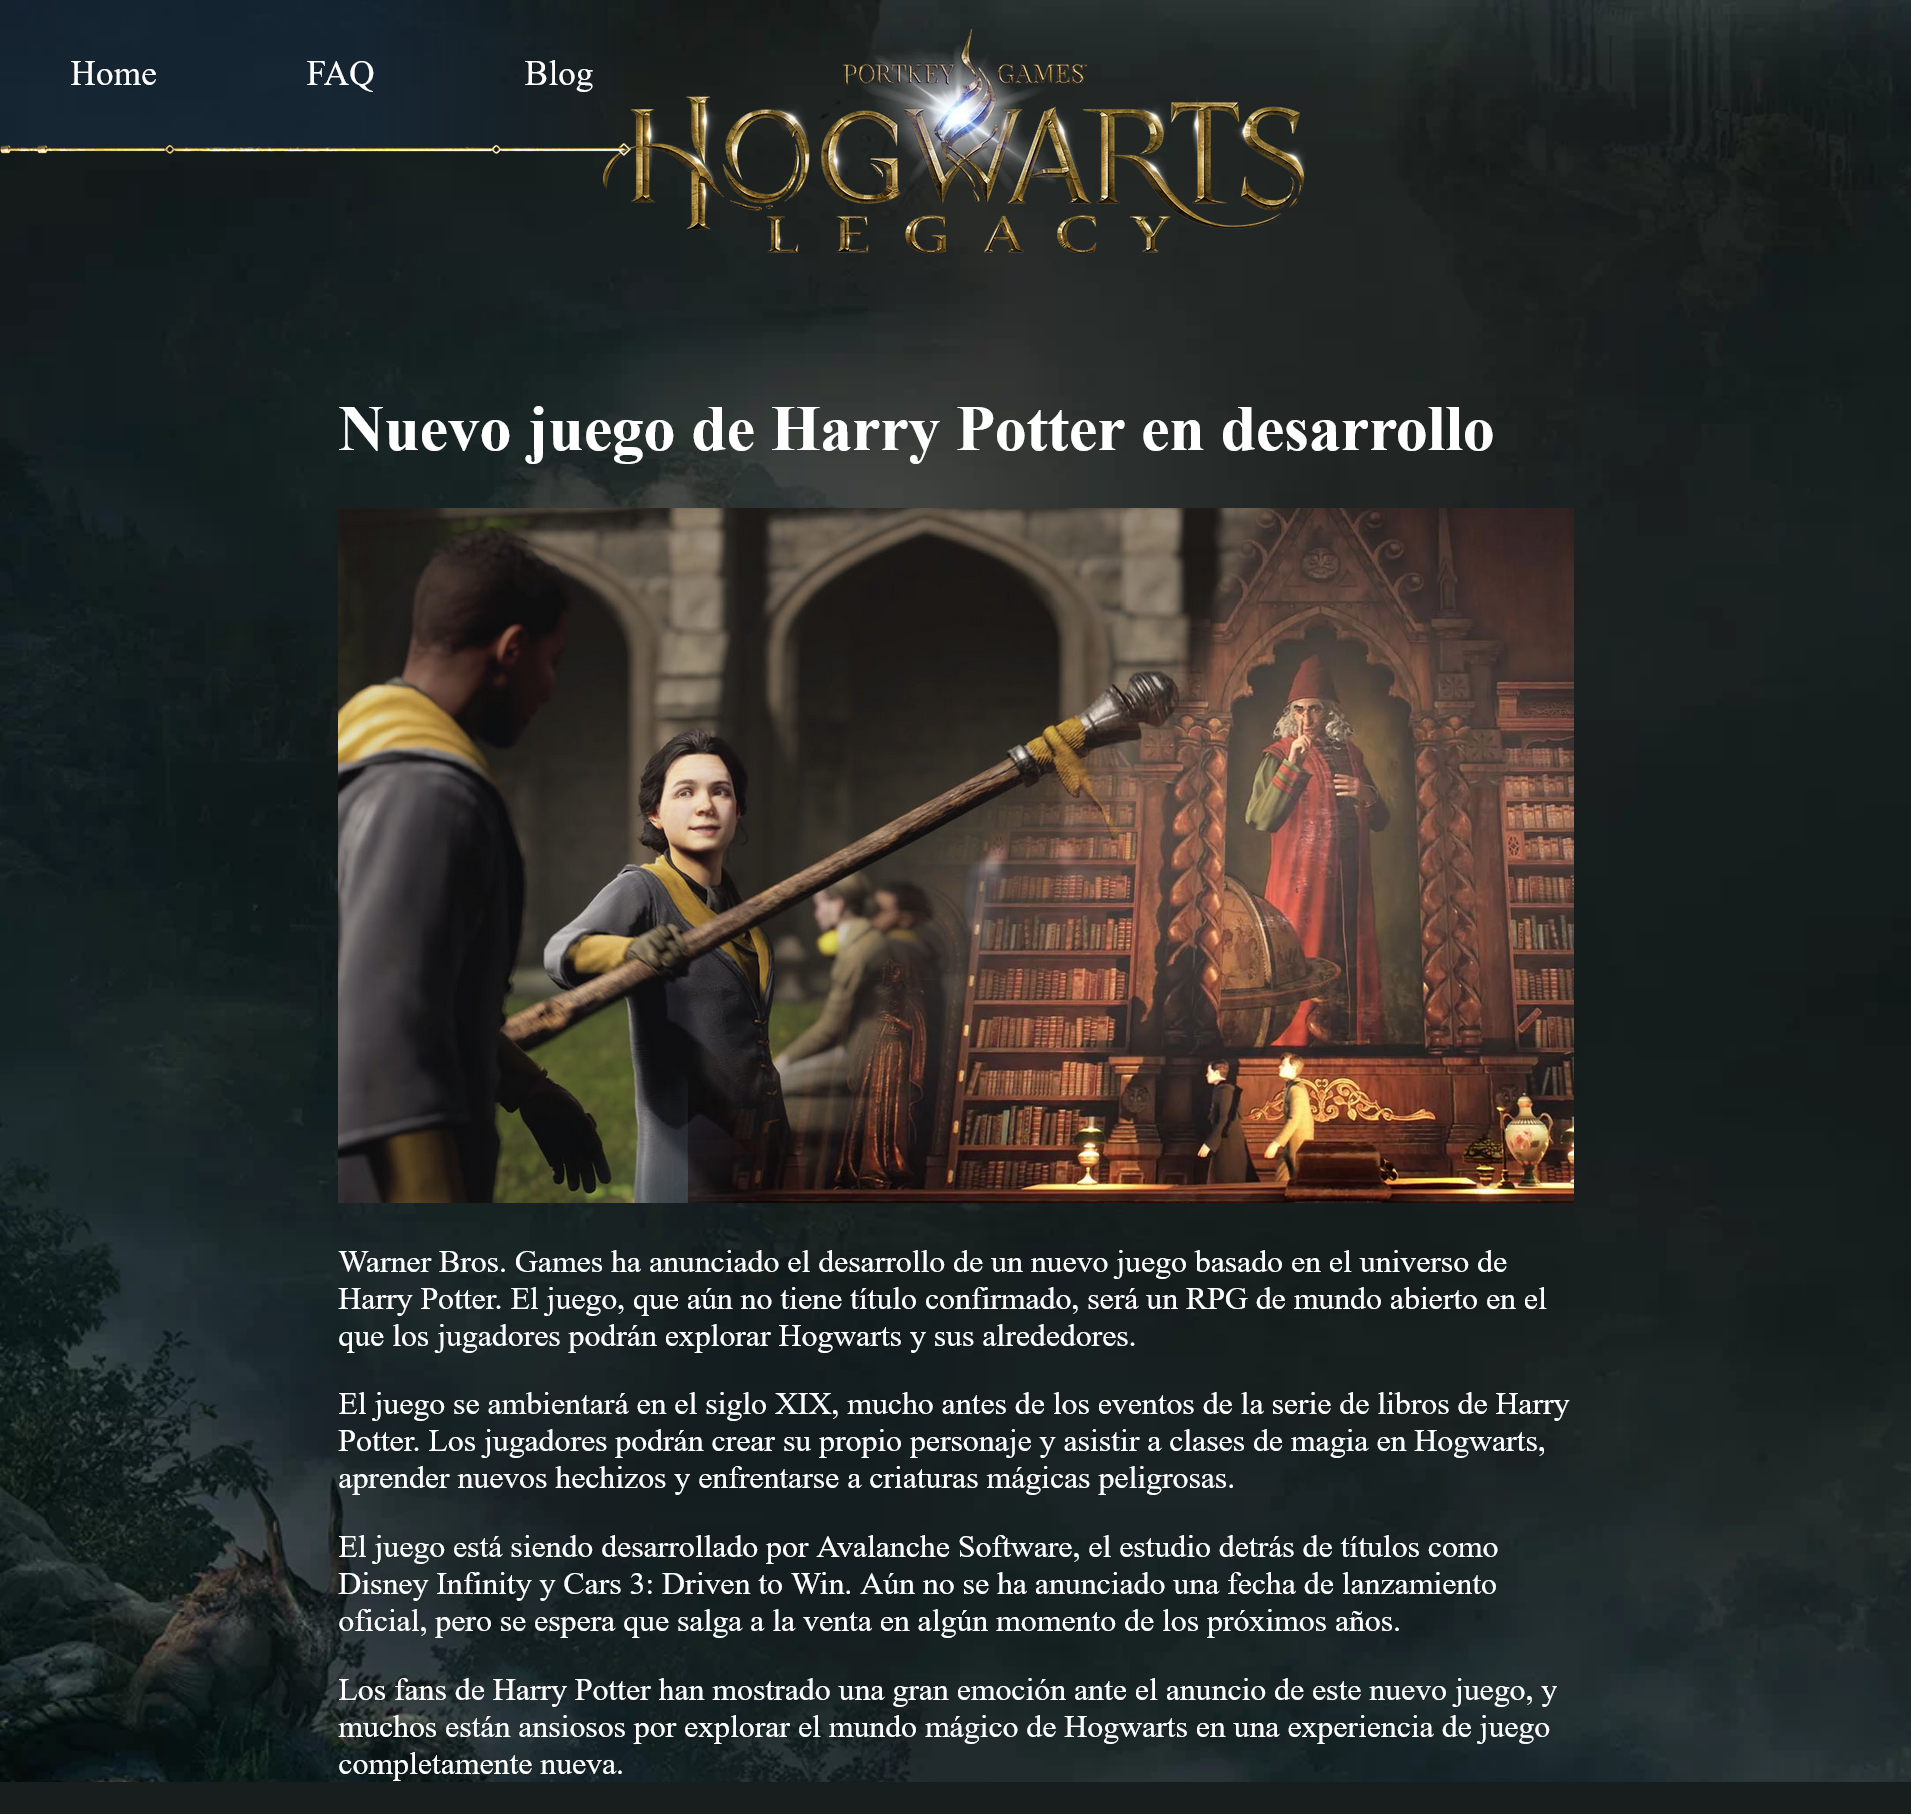 Home FAQ Blog
PORTKEY GAMES
HOGWARTS
LEGACY
Nuevo juego de Harry Potter en desarrollo
Warner Bros. Games ha anunciado el desarrollo de un nuevo juego basado en el universo de
Harry Potter. El juego, que aún no tiene título confirmado, será un RPG de mundo abierto en el
que los jugadores podrán explorar Hogwarts y sus alrededores.
El juego se ambientará en el siglo XIX, mucho antes de los eventos de la serie de libros de Harry
Potter. Los jugadores podrán crear su propio personaje y asistir a clases de magia en Hogwarts,
aprender nuevos hechizos y enfrentarse a criaturas mágicas peligrosas.
El juego está siendo desarrollado por Avalanche Software, el estudio detrás de títulos como
Disney Infinity y Cars 3: Driven to Win. Aún no se ha anunciado una fecha de lanzamiento
oficial, pero se espera que salga a la venta en algún momento de los próximos años.
Los fans de Harry Potter han mostrado una gran emoción ante el anuncio de este nuevo juego, y
muchos están ansiosos por explorar el mundo mágico de Hogwarts en una experiencia de juego
completamente nueva.